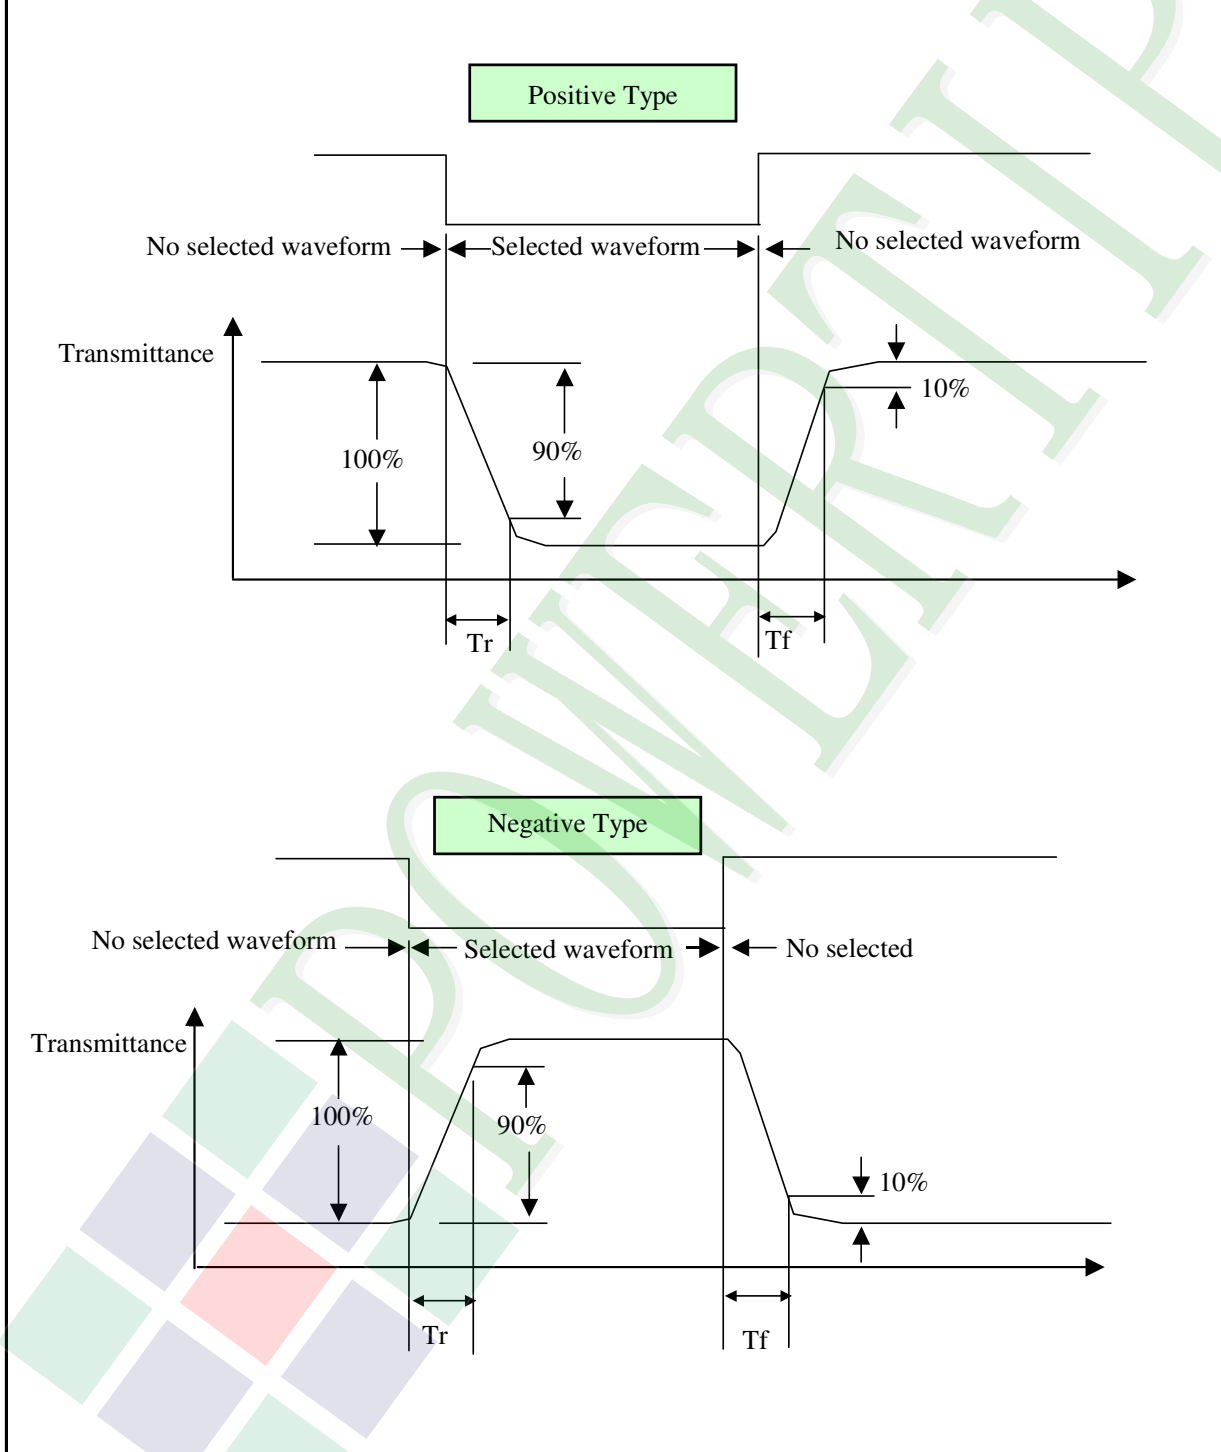 Positive Type
No selected waveform
Selected waveform
No selected waveform
Transmittance
10%
100%
90%
Tr
Tf
Negative Type
No selected waveform
Selected waveform
No selected
Transmittance
100%
90%
10%
Tr
Tf
POWERTIP